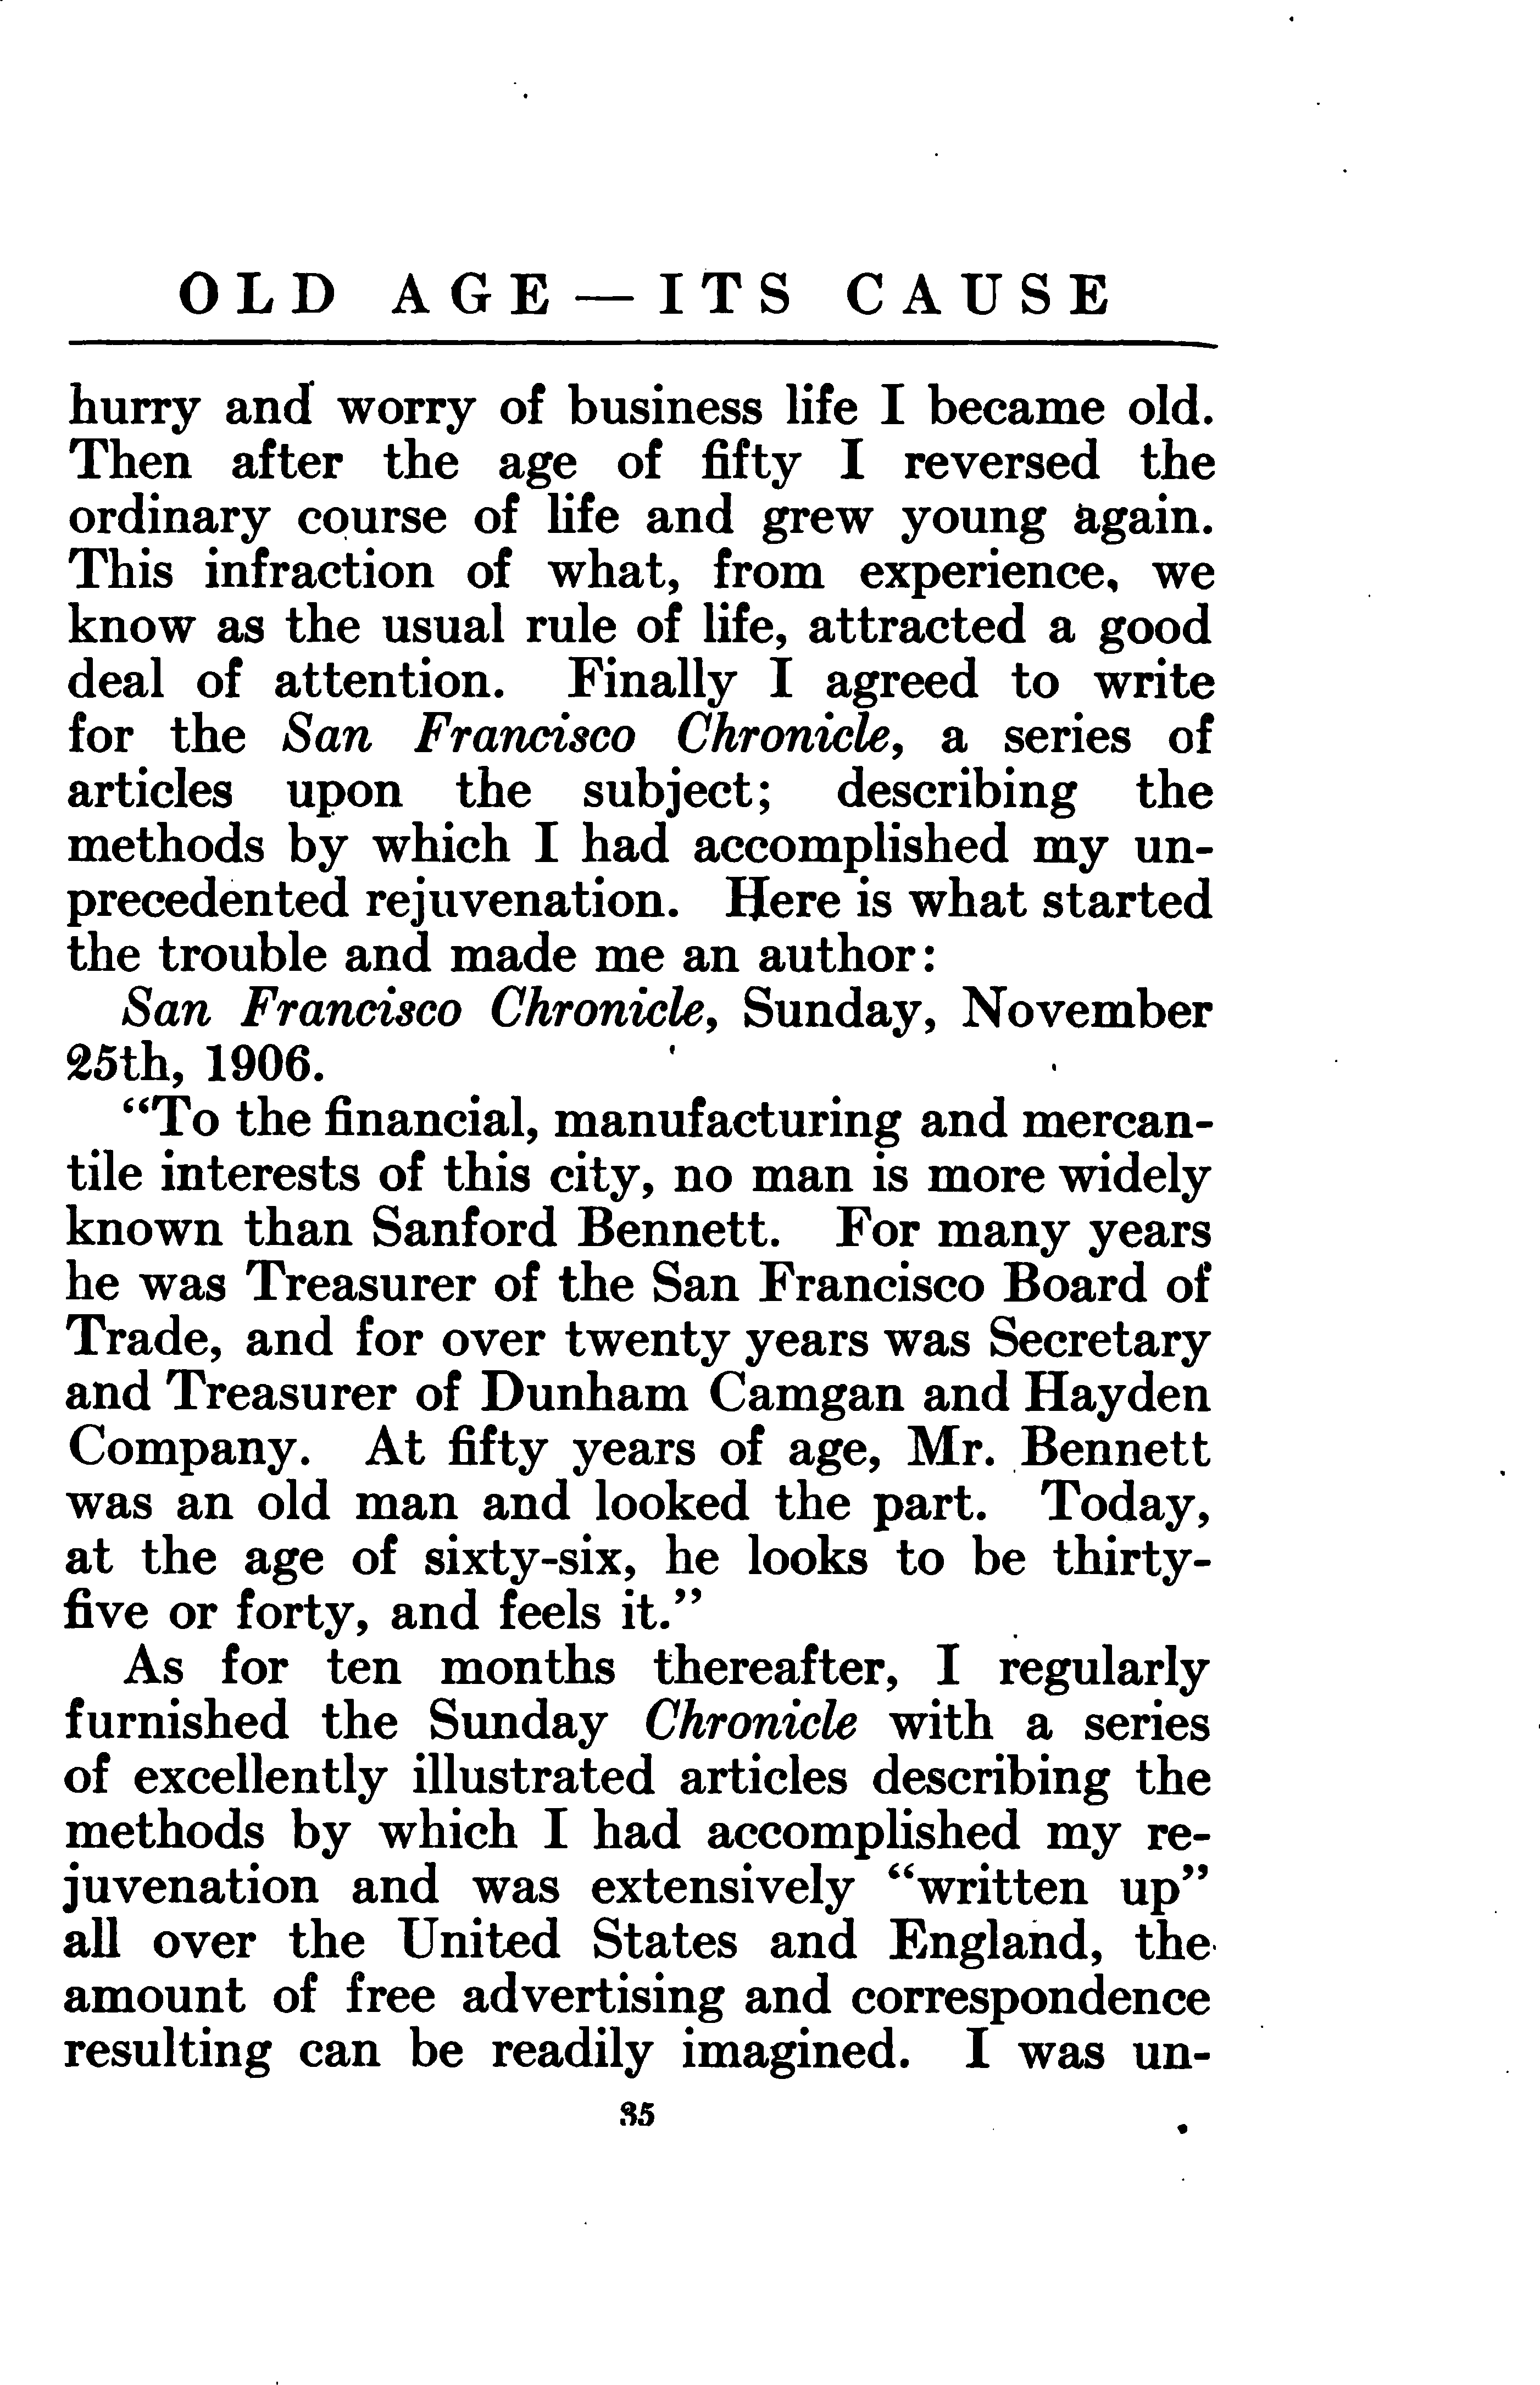 OLD AGE—ITS CAUSE
hurry and worry of business life I became old.
Then after the age of fifty I reversed the
ordinary course of life and grew young again.
This infraction of what, from experience, we
know as the usual rule of life, attracted a good
deal of attention. Finally I agreed to write
for the San Francisco Chronicle, a series of
articles upon the subject; describing the
methods by which I had accomplished my un-
precedented rejuvenation. Here is what started
the trouble and made me an author:
San Francisco Chronicle, Sunday, November
25th, 1906.
“To the financial, manufacturing and mercan-
tile interests of this city, no man is more widely
known than Sanford Bennett. For many years
he was Treasurer of the San Francisco Board of
Trade, and for over twenty years was Secretary
and Treasurer of Dunham Camgan and Hayden
Company. At fifty years of age, Mr. Bennett
was an old man and looked the part. Today,
at the age of sixty-six, he looks to be thirty-
five or forty, and feels it.”
As for ten months thereafter, I regularly
furnished the Sunday Chronicle with a series
of excellently illustrated articles describing the
methods by which I had accomplished my re-
juvenation and was extensively “written up”
all over the United States and England, the
amount of free advertising and correspondence
resulting can be readily imagined. I was un-
35